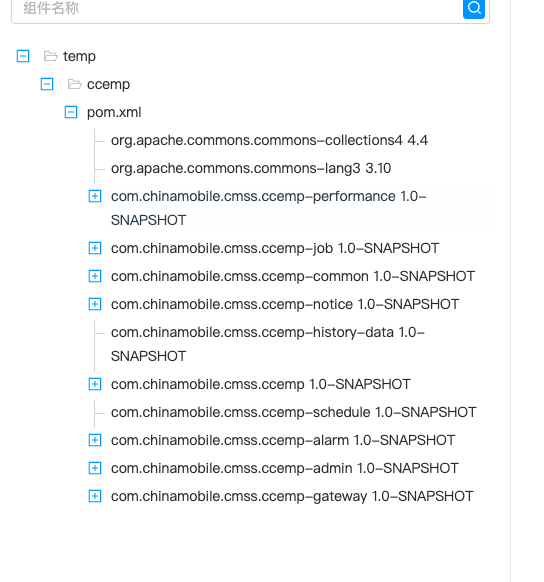 组件名称
temp
ccemp
pom.xml
org.apache.commons.commons-collections4 4.4
org.apache.commons.commons-lang3 3.10
com.chinamobile.cmss.ccemp-performance 1.0-
SNAPSHOT
com.chinamobile.cmss.ccemp-job 1.0-SNAPSHOT
com.chinamobile.cmss.ccemp-common 1.0-SNAPSHOT
com.chinamobile.cmss.ccemp-notice 1.0-SNAPSHOT
com.chinamobile.cmss.ccemp-history-data 1.0-
SNAPSHOT
com.chinamobile.cmss.ccemp 1.0-SNAPSHOT
com.chinamobile.cmss.ccemp-schedule 1.0-SNAPSHOT
com.chinamobile.cmss.ccemp-alarm 1.0-SNAPSHOT
com.chinamobile.cmss.ccemp-admin 1.0-SNAPSHOT
com.chinamobile.cmss.ccemp-gateway 1.0-SNAPSHOT